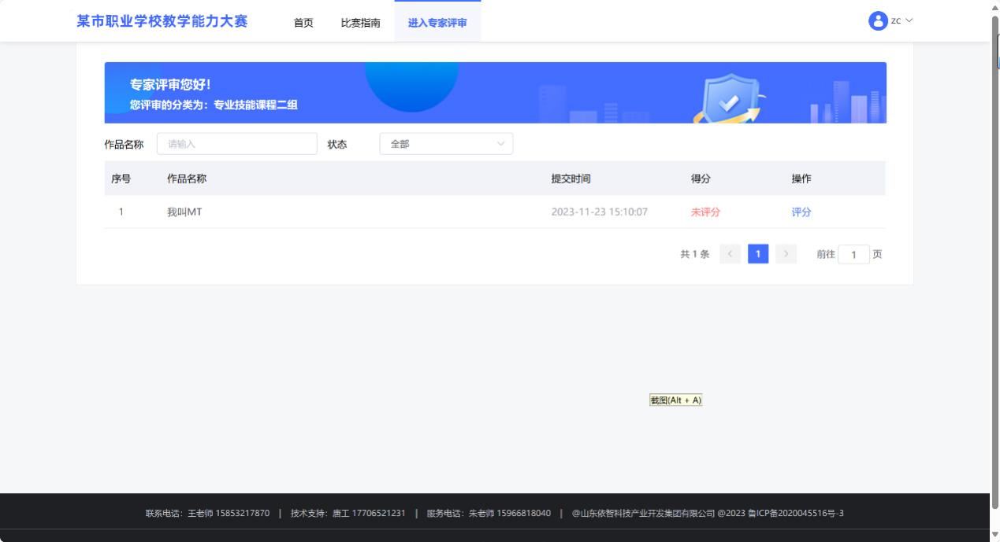 某市职业学校教学能力大赛 首页 比赛指南 进入专家评审 zc
专家评审您好！
您评审的分类为：专业技能课程二组
作品名称 请输入 状态 全部
序号 作品名称 提交时间 得分 操作
1 我叫MT 2023-11-23 15:10:07 未评分 评分
共 1 条 1 前往 1 页
截图(Alt + A)
联系电话：王老师 15853217870 | 技术支持：唐工 17706521231 | 服务电话：朱老师 15966818040 | @山东依智科技产业开发集团有限公司 @2023 鲁ICP备2020045516号-3